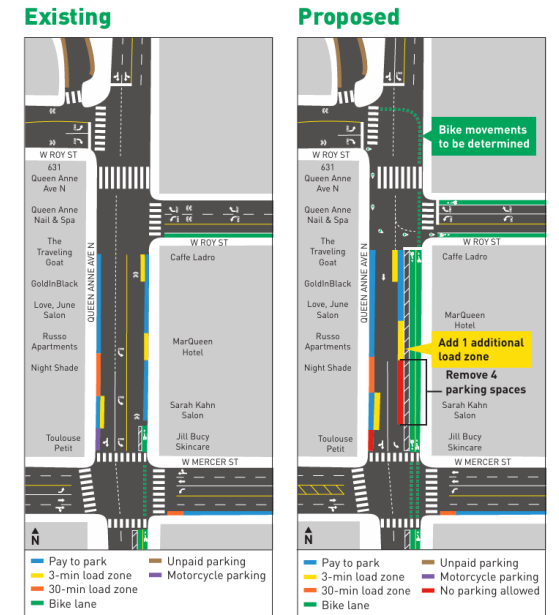 Existing
W ROY ST
631
Queen Anne
Ave N
Queen Anne
Nail & Spa
The
Traveling
Goat
GoldInBlack
Love, June
Salon
Russo
Apartments
Night Shade
Toulouse
Petit
QUEEN ANNE AVE N
W ROY ST
Caffe Ladro
MarQueen
Hotel
Sarah Kahn
Salon
Jill Bucy
Skincare
W MERCER ST
N
Pay to park
3-min load zone
30-min load zone
Bike lane
Unpaid parking
Motorcycle parking
Proposed
Bike movements
to be determined
W ROY ST
631
Queen Anne
Ave N
Queen Anne
Nail & Spa
The
Traveling
Goat
GoldInBlack
Love, June
Salon
Russo
Apartments
Night Shade
Toulouse
Petit
QUEEN ANNE AVE N
W ROY ST
Caffe Ladro
MarQueen
Hotel
Add 1 additional
load zone
Remove 4
parking spaces
Sarah Kahn
Salon
Jill Bucy
Skincare
W MERCER ST
N
Pay to park
3-min load zone
30-min load zone
Bike lane
Unpaid parking
Motorcycle parking
No parking allowed